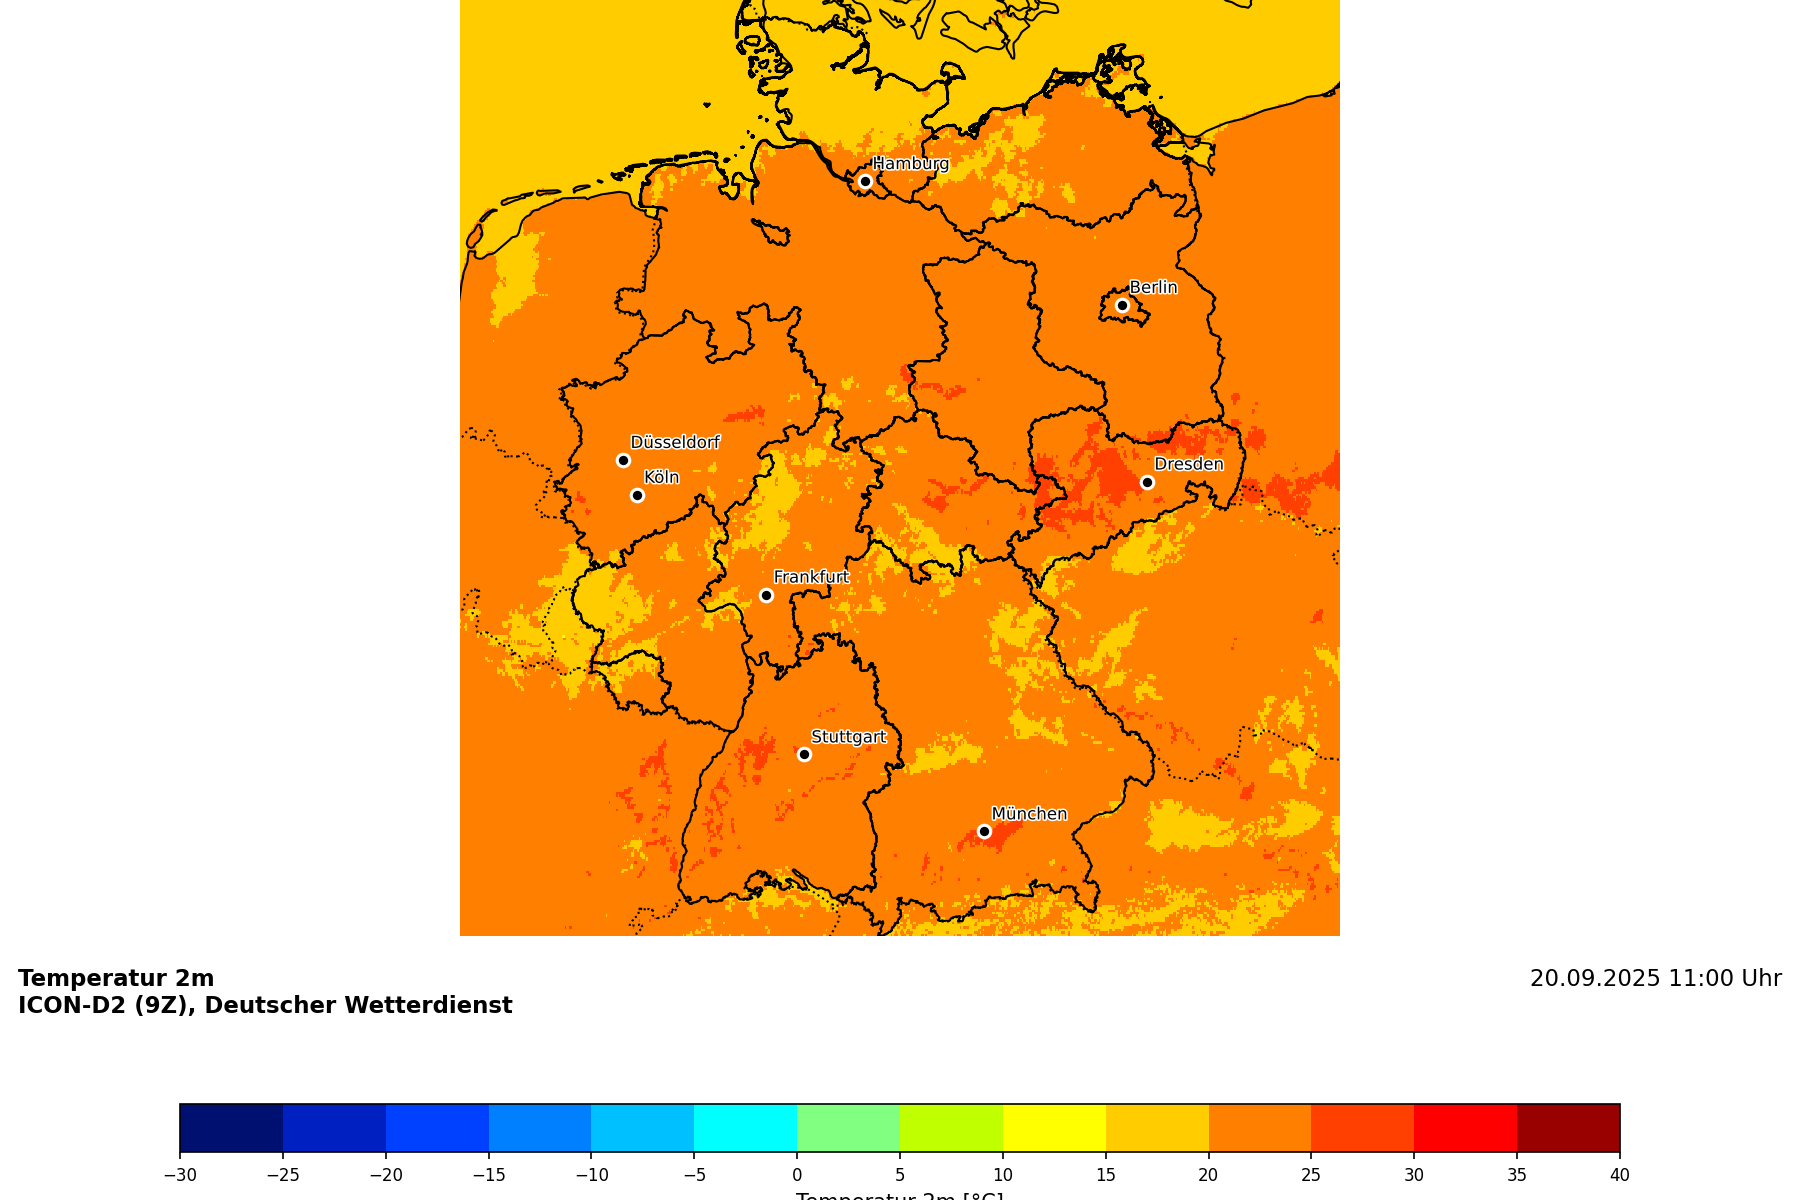 Hamburg
Berlin
Düsseldorf
Köln
Dresden
Frankfurt
Stuttgart
München
Temperatur 2m
ICON-D2 (9Z), Deutscher Wetterdienst
20.09.2025 11:00 Uhr
−30 −25 −20 −15 −10 −5 0 5 10 15 20 25 30 35 40
Temperatur 2m [°C]